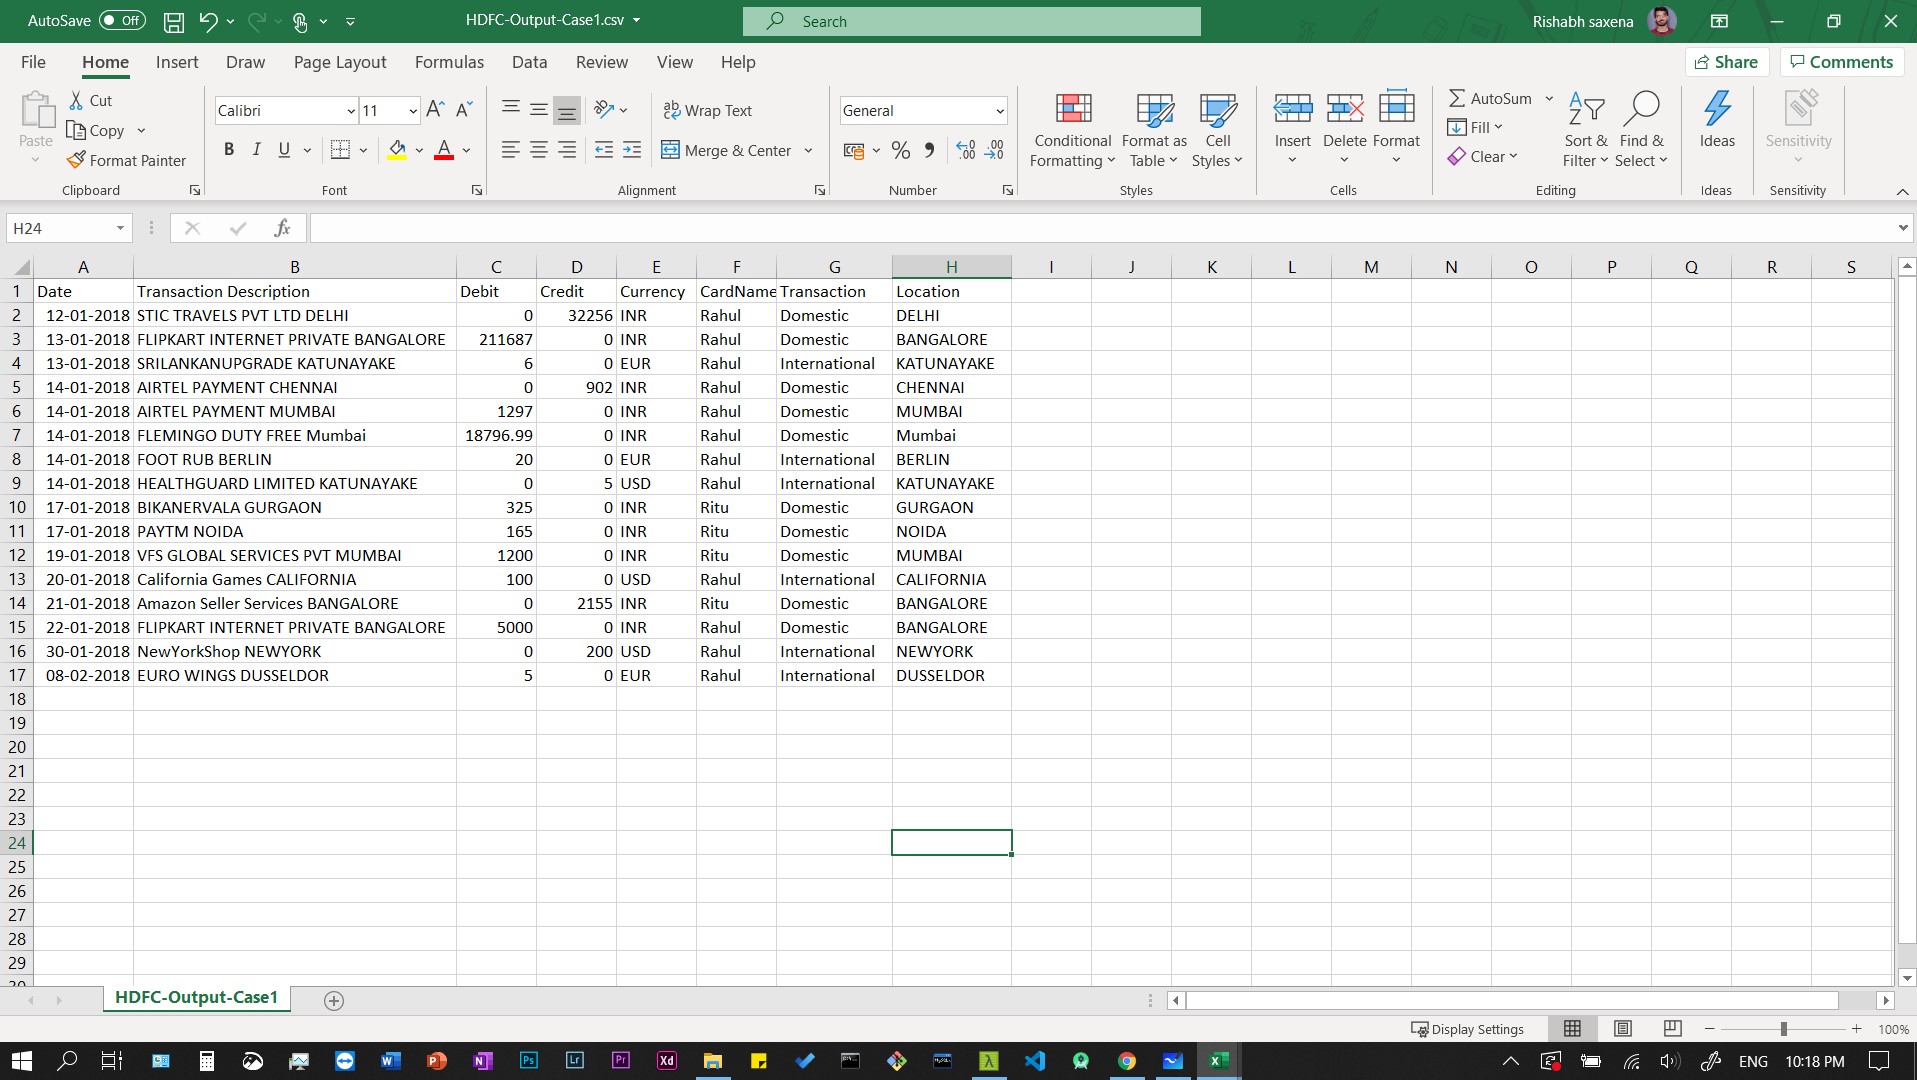 AutoSave Off HDFC-Output-Case1.csv Search Rishabh saxena
File Home Insert Draw Page Layout Formulas Data Review View Help Share Comments
Paste Cut Copy Format Painter Clipboard
Calibri 11 A A B I U A Font
ab Wrap Text Merge & Center Alignment
General % 9 .00 .00 Number
Conditional Formatting Format as Table Cell Styles Styles
Insert Delete Format Cells
AutoSum Fill Clear Sort & Filter Find & Select Editing
Ideas Ideas
Sensitivity Sensitivity
H24 fx
A B C D E F G H I J K L M N O P Q R S
1 Date Transaction Description Debit Credit Currency CardName Transaction Location
2 12-01-2018 STIC TRAVELS PVT LTD DELHI 0 32256 INR Rahul Domestic DELHI
3 13-01-2018 FLIPKART INTERNET PRIVATE BANGALORE 211687 0 INR Rahul Domestic BANGALORE
4 13-01-2018 SRILANKANUPGRADE KATUNAYAKE 6 0 EUR Rahul International KATUNAYAKE
5 14-01-2018 AIRTEL PAYMENT CHENNAI 0 902 INR Rahul Domestic CHENNAI
6 14-01-2018 AIRTEL PAYMENT MUMBAI 1297 0 INR Rahul Domestic MUMBAI
7 14-01-2018 FLEMINGO DUTY FREE Mumbai 18796.99 0 INR Rahul Domestic Mumbai
8 14-01-2018 FOOT RUB BERLIN 20 0 EUR Rahul International BERLIN
9 14-01-2018 HEALTHGUARD LIMITED KATUNAYAKE 0 5 USD Rahul International KATUNAYAKE
10 17-01-2018 BIKANERVALA GURGAON 325 0 INR Ritu Domestic GURGAON
11 17-01-2018 PAYTM NOIDA 165 0 INR Ritu Domestic NOIDA
12 19-01-2018 VFS GLOBAL SERVICES PVT MUMBAI 1200 0 INR Ritu Domestic MUMBAI
13 20-01-2018 California Games CALIFORNIA 100 0 USD Rahul International CALIFORNIA
14 21-01-2018 Amazon Seller Services BANGALORE 0 2155 INR Ritu Domestic BANGALORE
15 22-01-2018 FLIPKART INTERNET PRIVATE BANGALORE 5000 0 INR Rahul Domestic BANGALORE
16 30-01-2018 NewYorkShop NEWYORK 0 200 USD Rahul International NEWYORK
17 08-02-2018 EURO WINGS DUSSELDOR 5 0 EUR Rahul International DUSSELDOR
18
19
20
21
22
23
24
25
26
27
28
29
30
HDFC-Output-Case1
Display Settings 100%
W P N Ps Lr Pr Xd λ X ENG 10:18 PM